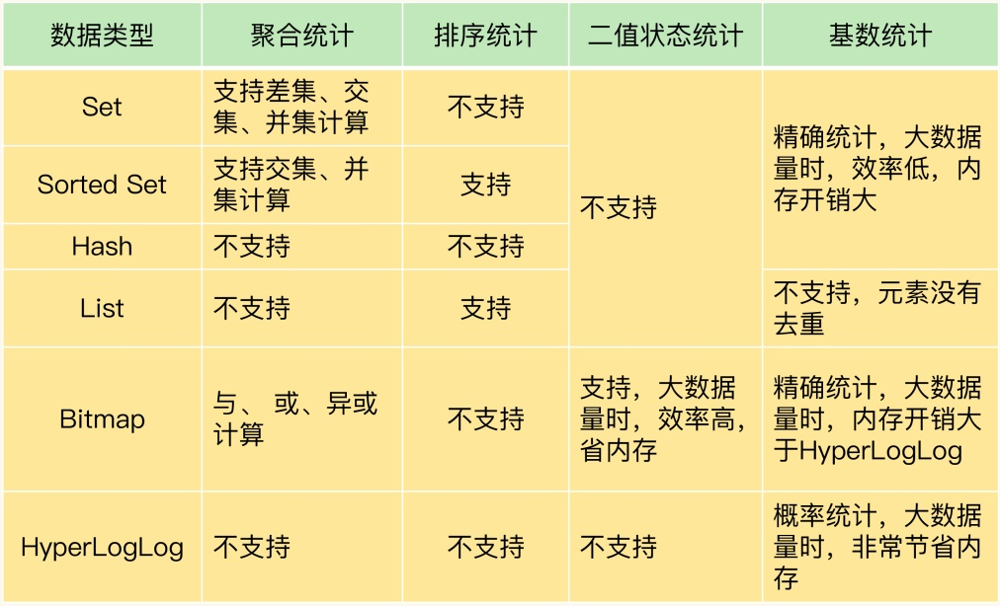 数据类型
聚合统计
排序统计
二值状态统计
基数统计
Set
支持差集、交
集、并集计算
不支持
不支持
精确统计，大数据
量时，效率低，内
存开销大
Sorted Set
支持交集、并
集计算
支持
Hash
不支持
不支持
List
不支持
支持
不支持，元素没有
去重
Bitmap
与、 或、异或
计算
不支持
支持，大数据
量时，效率高，
省内存
精确统计，大数据
量时，内存开销大
于HyperLogLog
HyperLogLog
不支持
不支持
不支持
概率统计，大数据
量时，非常节省内
存